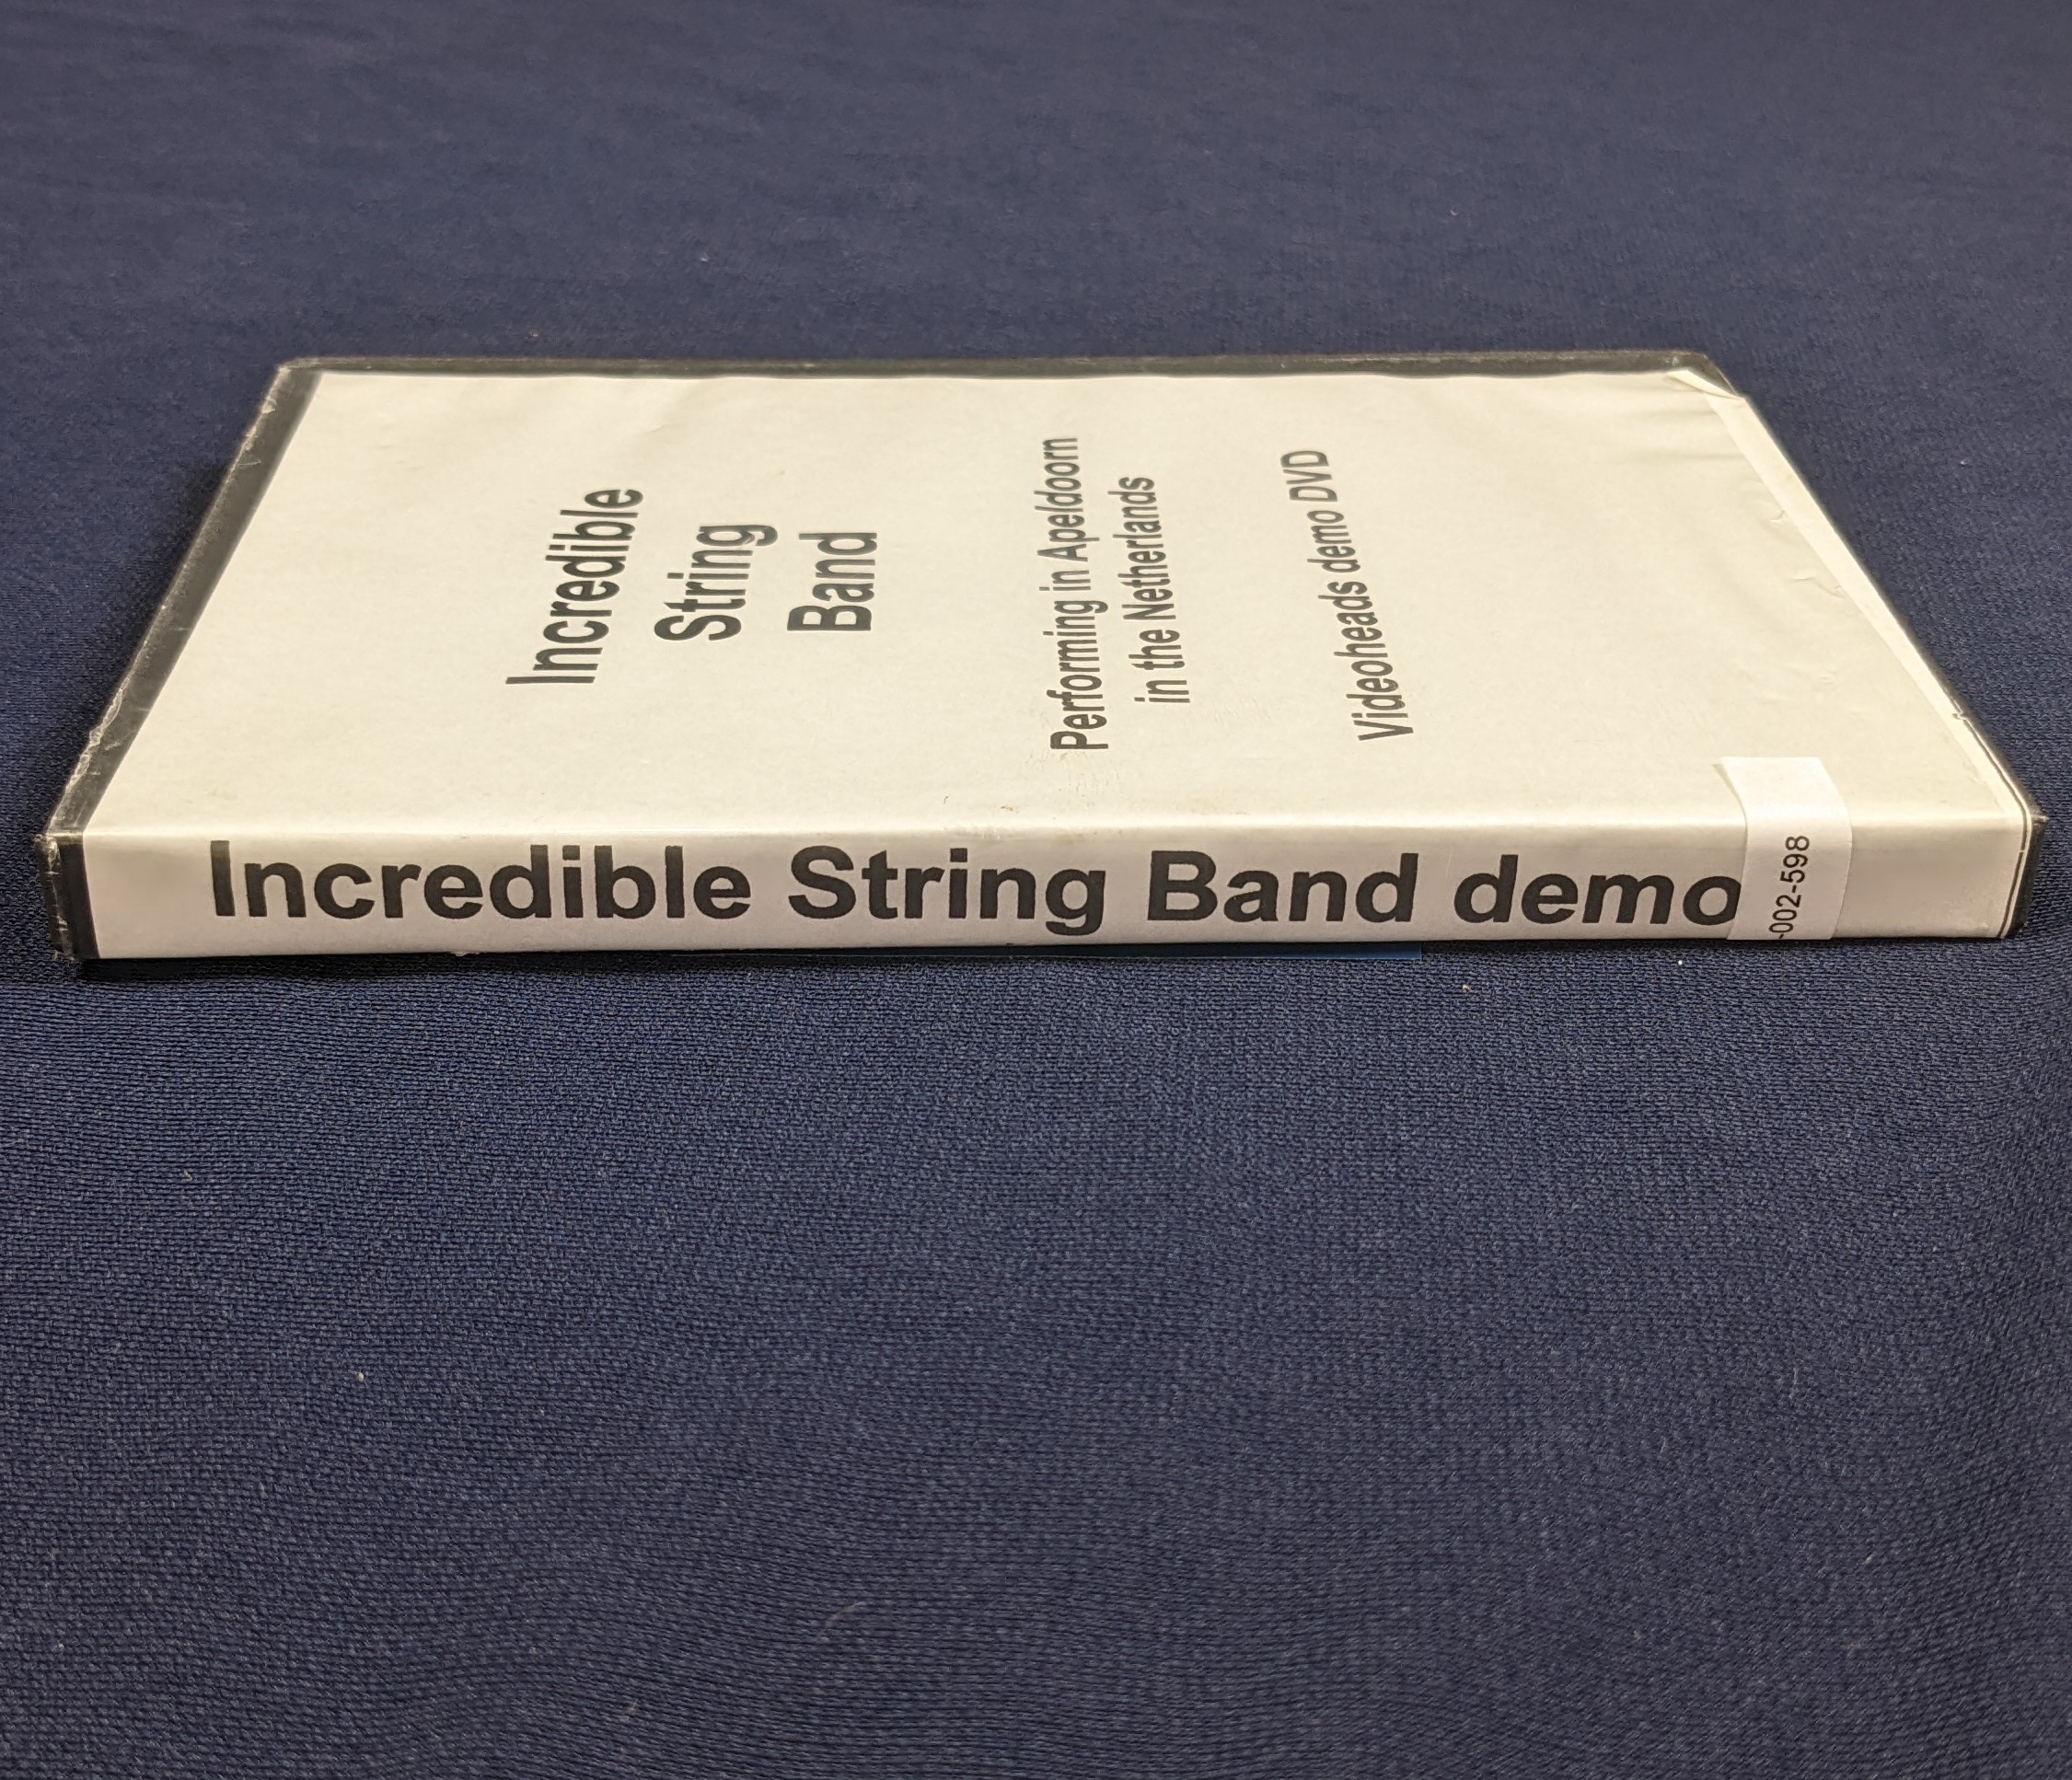 Incredible
String
Band
Performing in Apeldoorn
in the Netherlands
Videoheads demo DVD
Incredible String Band demo
-002-598